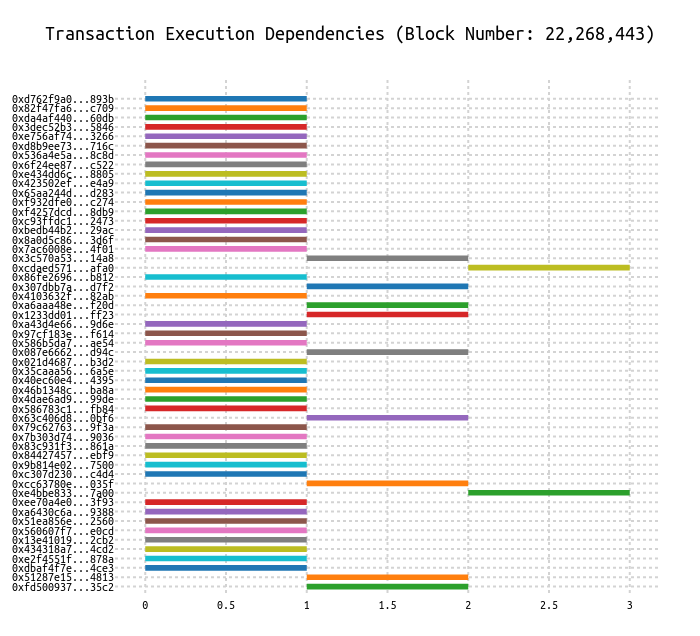 Transaction Execution Dependencies (Block Number: 22,268,443)
0xd762f9a0...893b
0x82f47fa6...c709
0xda4af440...60db
0x3dec52b3...5846
0xe756af74...3266
0xd8b9ee73...716c
0x536a4e5a...8c8d
0x6f24ee87...c522
0xe434dd6c...8805
0x423502ef...e4a9
0x65aa244d...d283
0xf932dfe0...c274
0xf4257dcd...8db9
0xc93ffdc1...2473
0xbedb44b2...29ac
0x8a0d5c86...3d6f
0x7ac6008e...4f01
0x3c570a53...14a8
0xcdaed571...afa0
0x86fe2696...b812
0x307dbb7a...d7f2
0x4103632f...82ab
0xa6aaa48e...f20d
0x1233dd01...ff23
0xa43d4e66...9d6e
0x97cf183e...f614
0x586b5da7...ae54
0x087e6662...d94c
0x021d4687...b3d2
0x35caaa56...6a5e
0x40ec60e4...4395
0x46b1348c...ba8a
0x4dae6ad9...99de
0x586783c1...fb84
0x63c406d8...0bf6
0x79c62763...9f3a
0x7b303d74...9036
0x83c931f3...861a
0x84427457...ebf9
0x9b814e02...7500
0xc307d230...c4d4
0xcc63780e...035f
0xe4bbe833...7a00
0xee70a4e0...3f93
0xa6430c6a...9388
0x51ea856e...2560
0x560607f7...e0cd
0x13e41019...2cb2
0x434318a7...4cd2
0xe2f4551f...878a
0xdbaf4f7e...4ce3
0x51287e15...4813
0xfd500937...35c2
0 0.5 1 1.5 2 2.5 3